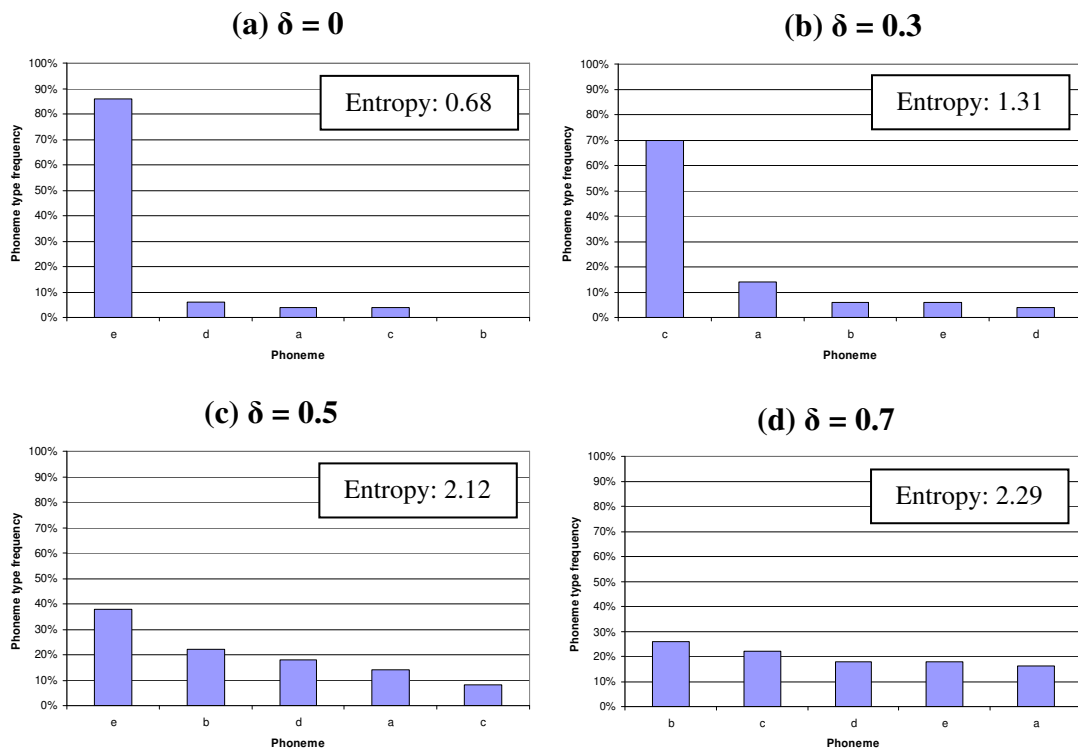 (a) δ = 0
Entropy: 0.68
Phoneme type frequency
100%
90%
80%
70%
60%
50%
40%
30%
20%
10%
0%
e d a c b
Phoneme
(b) δ = 0.3
Entropy: 1.31
Phoneme type frequency
100%
90%
80%
70%
60%
50%
40%
30%
20%
10%
0%
c a b e d
Phoneme
(c) δ = 0.5
Entropy: 2.12
Phoneme type frequency
100%
90%
80%
70%
60%
50%
40%
30%
20%
10%
0%
e b d a c
Phoneme
(d) δ = 0.7
Entropy: 2.29
Phoneme type frequency
100%
90%
80%
70%
60%
50%
40%
30%
20%
10%
0%
b c d e a
Phoneme